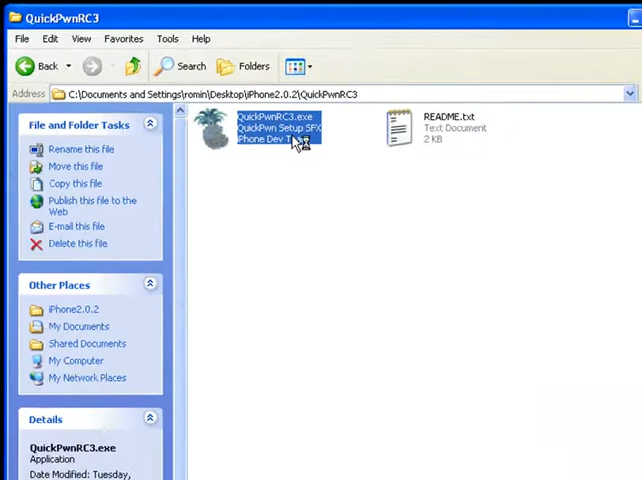 QuickPwnRC3
File Edit View Favorites Tools Help
Back Search Folders
Address C:\Documents and Settings\romin\Desktop\iPhone2.0.2\QuickPwnRC3
File and Folder Tasks
Rename this file
Move this file
Copy this file
Publish this file to the
Web
E-mail this file
Delete this file
Other Places
iPhone2.0.2
My Documents
Shared Documents
My Computer
My Network Places
Details
QuickPwnRC3.exe
Application
Date Modified: Tuesday,
QuickPwnRC3.exe
QuickPwn Setup SFX
iPhone Dev
README.txt
Text Document
2 KB